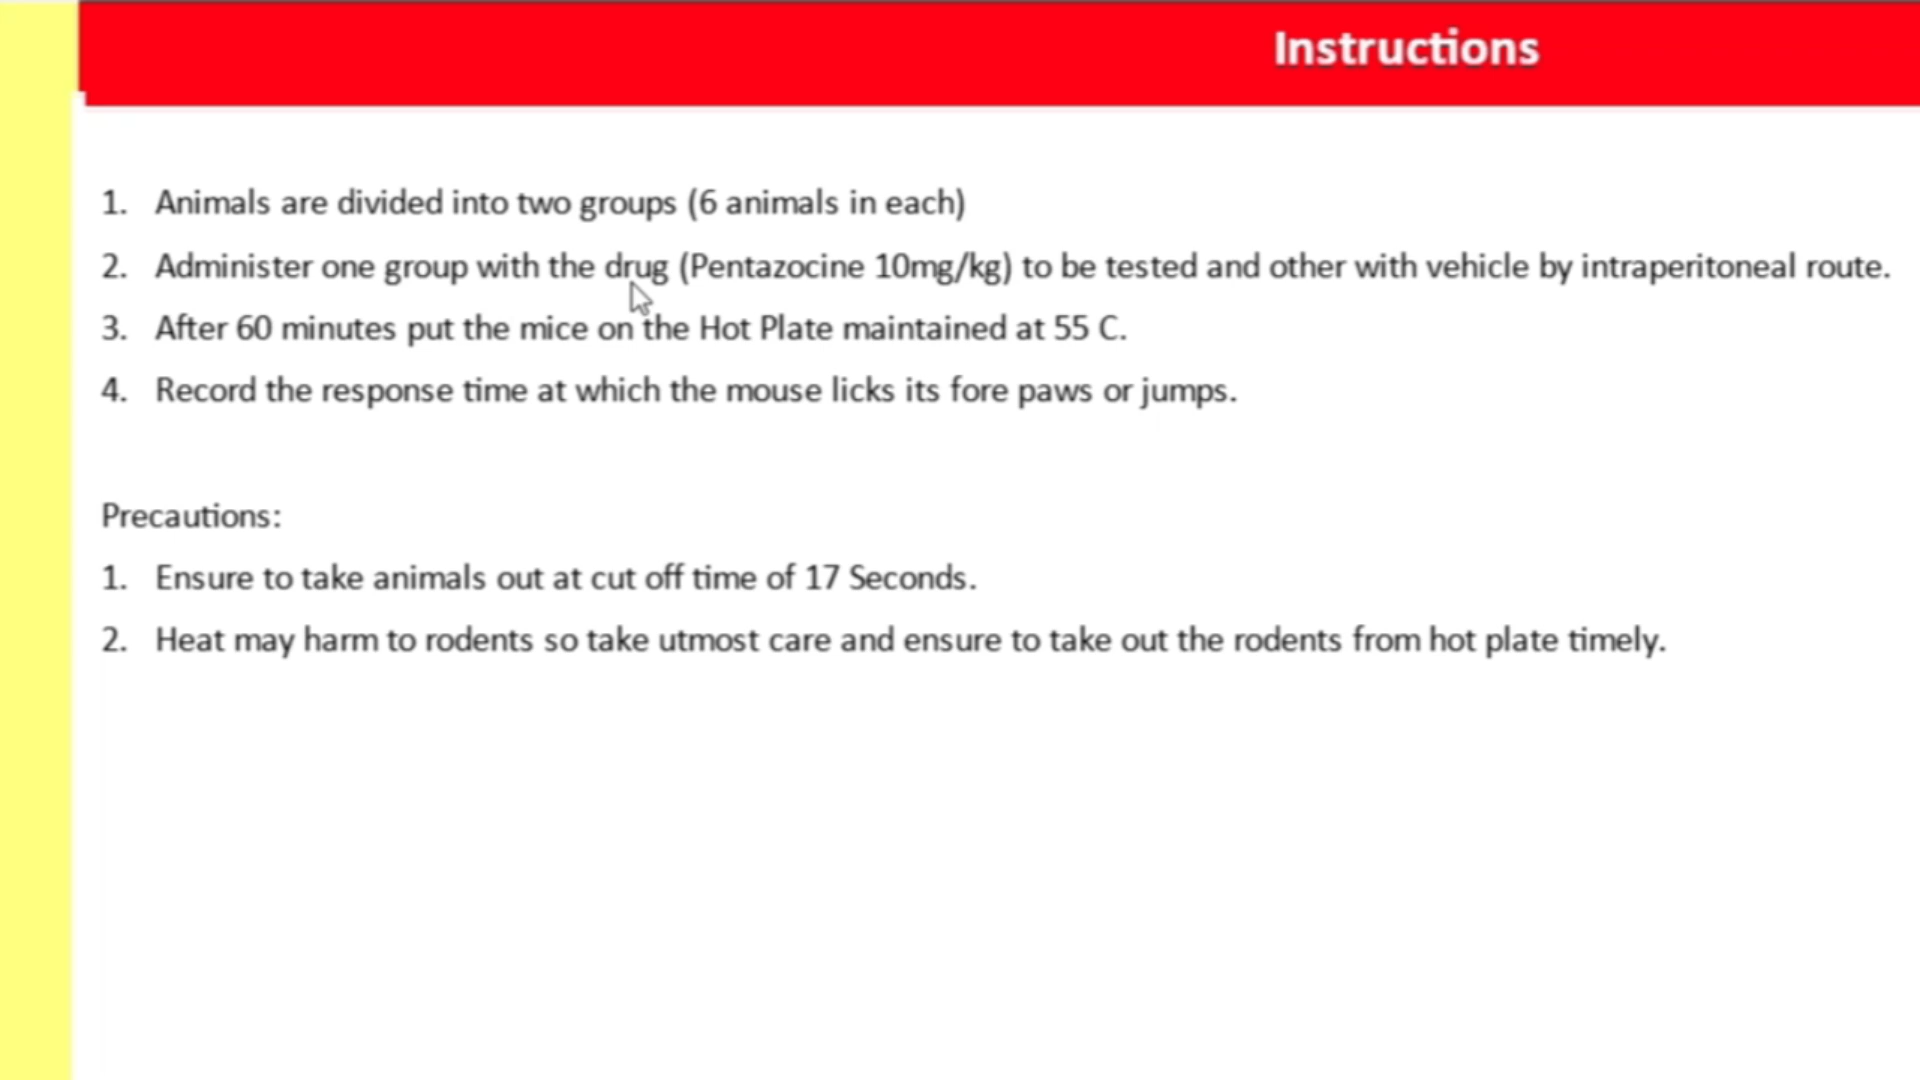 Instructions
1. Animals are divided into two groups (6 animals in each)
2. Administer one group with the drug (Pentazocine 10mg/kg) to be tested and other with vehicle by intraperitoneal route.
3. After 60 minutes put the mice on the Hot Plate maintained at 55 C.
4. Record the response time at which the mouse licks its fore paws or jumps.
Precautions:
1. Ensure to take animals out at cut off time of 17 Seconds.
2. Heat may harm to rodents so take utmost care and ensure to take out the rodents from hot plate timely.